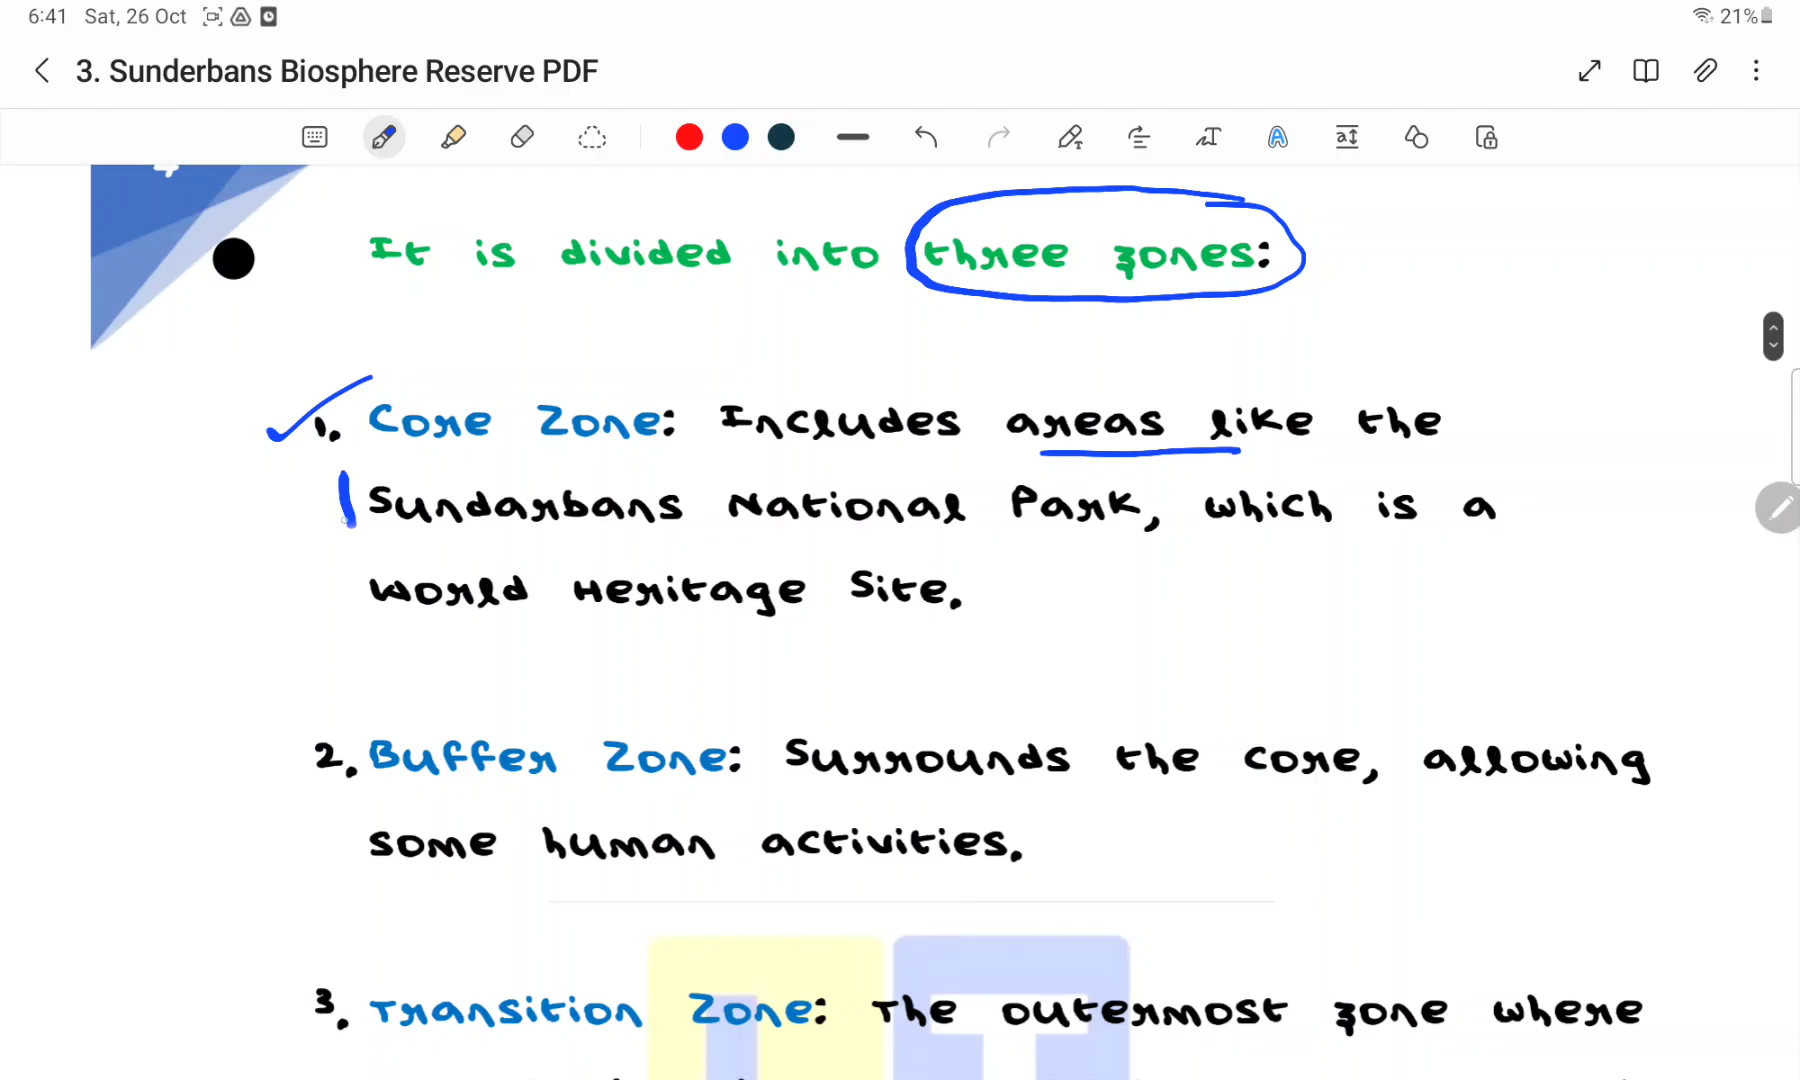 6:41 Sat, 26 Oct 21%
3. Sunderbans Biosphere Reserve PDF
It is divided into three zones:
1. Core Zone: Includes areas like the
Sundarbans National Park, which is a
World Heritage Site.
2. Buffer Zone: Surrounds the core, allowing
some human activities.
3. Transition Zone: The outermost zone where